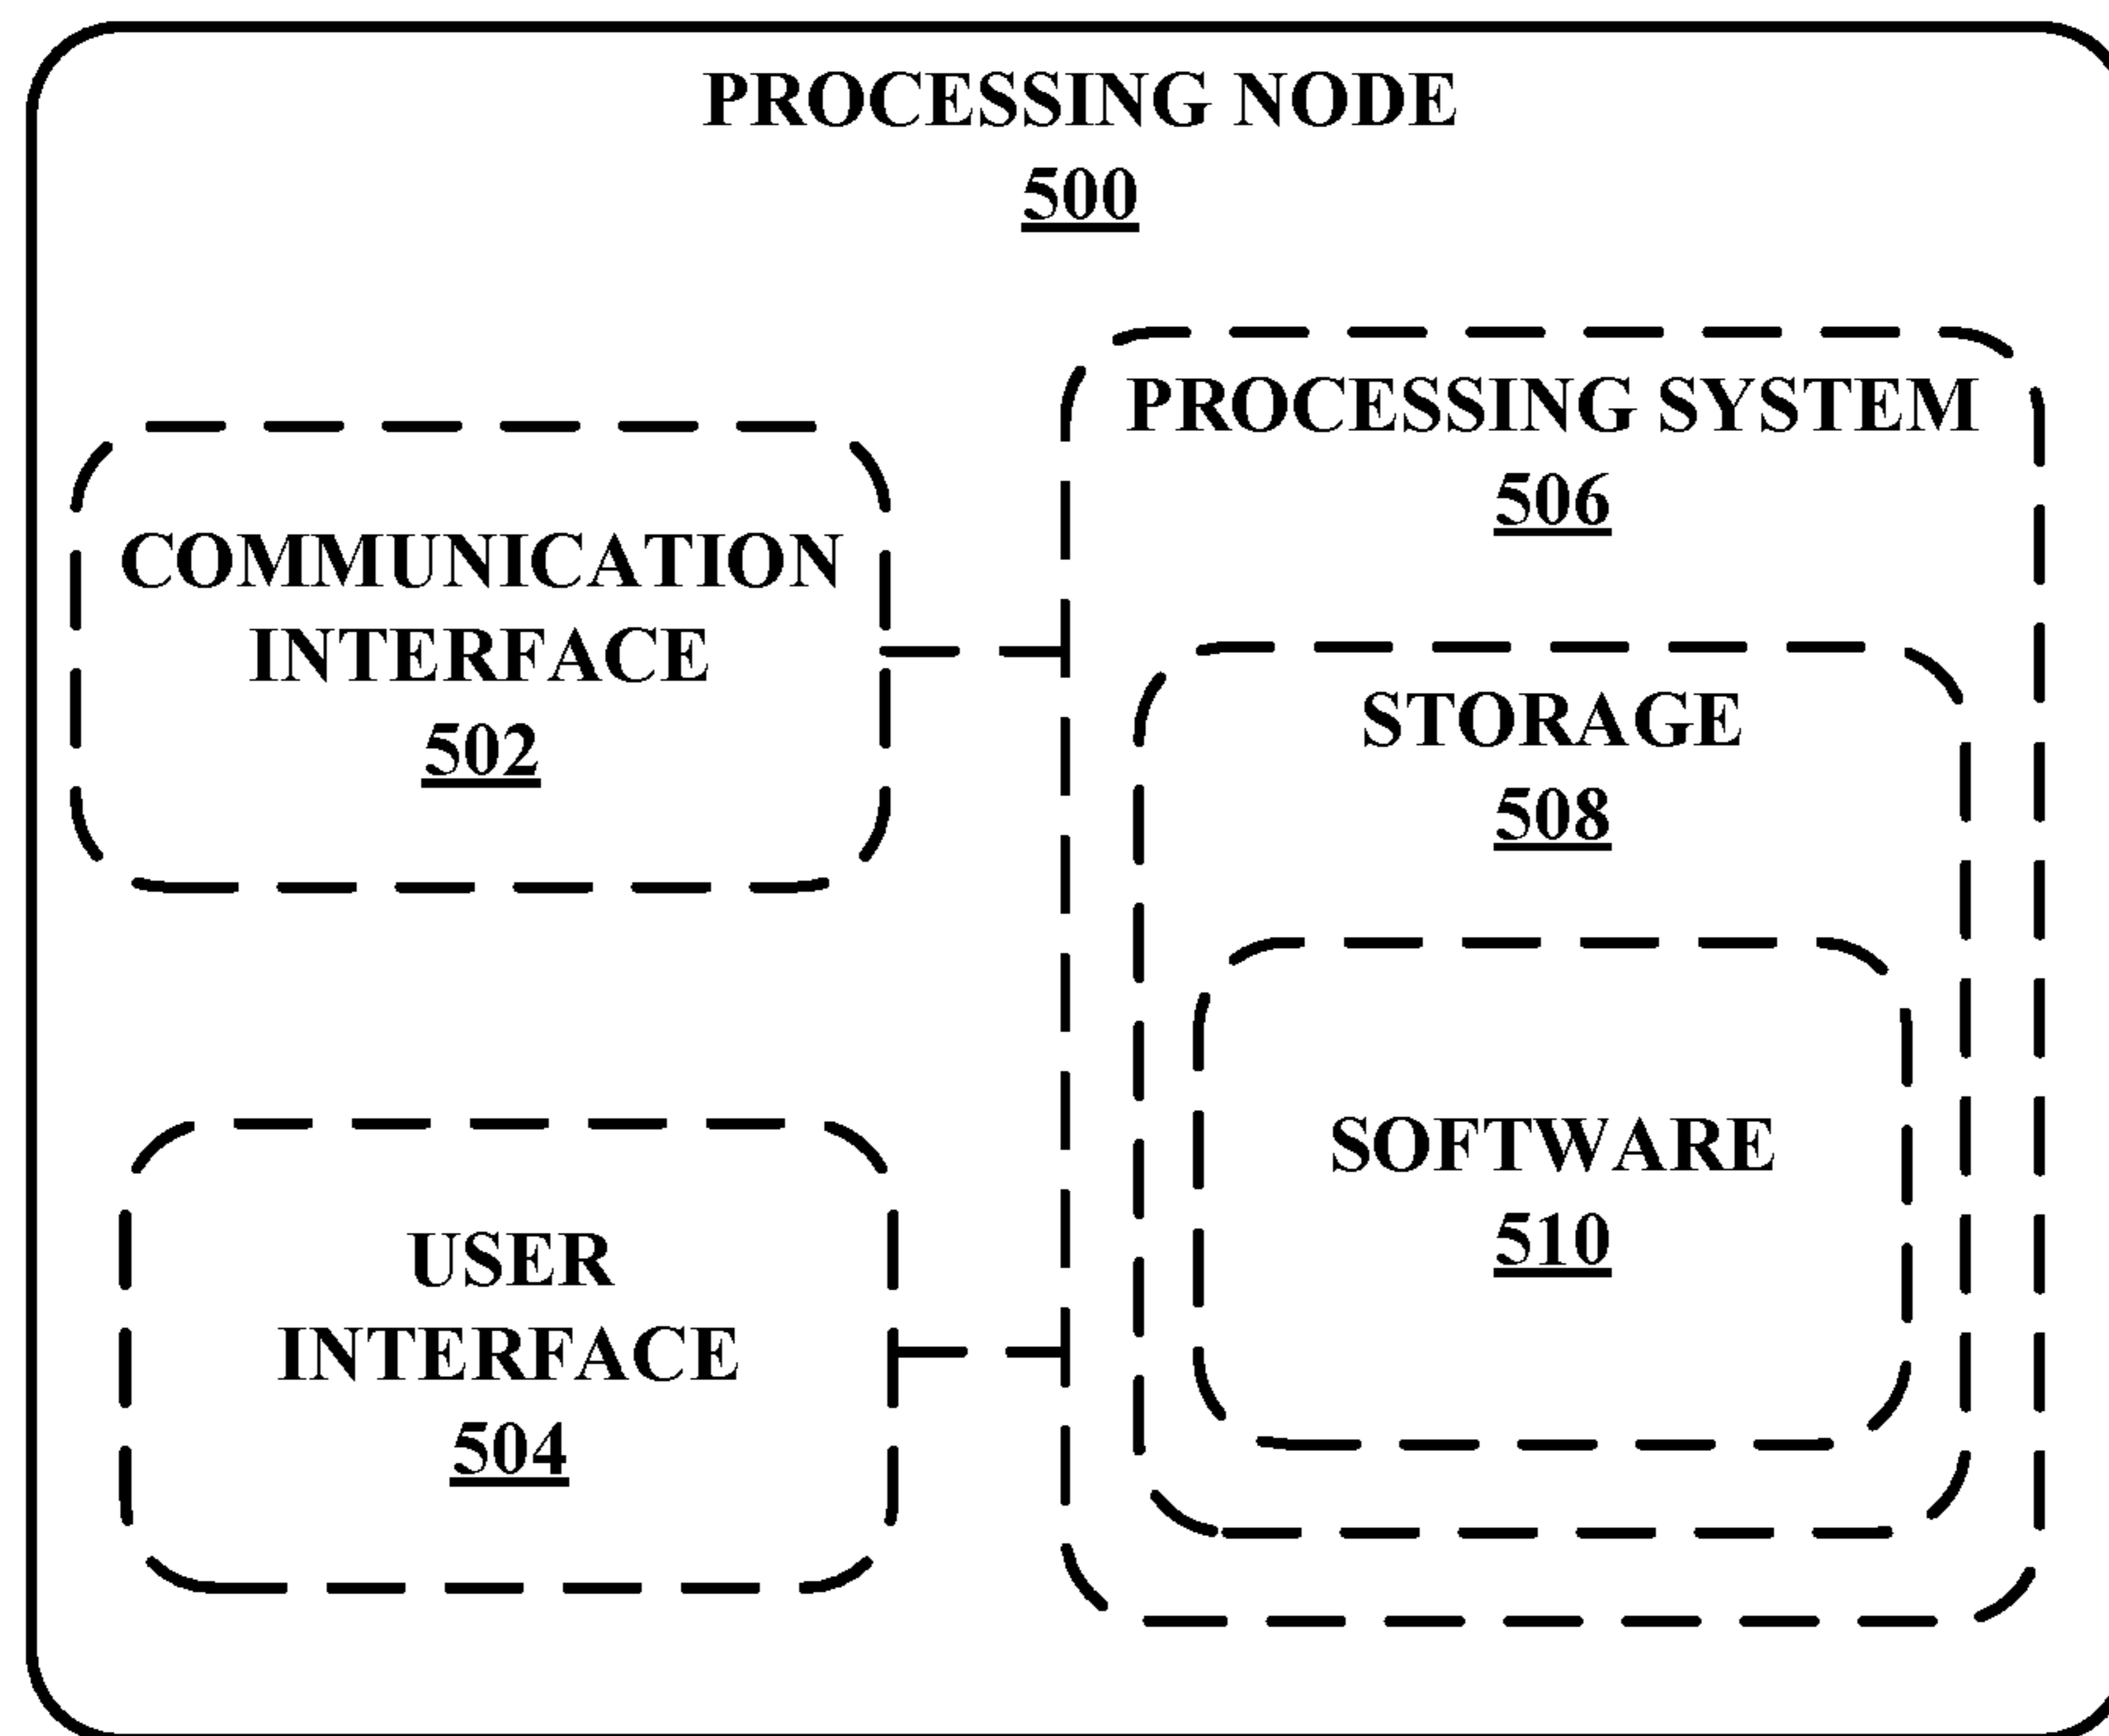 PROCESSING NODE
500
COMMUNICATION
INTERFACE
502
USER
INTERFACE
504
PROCESSING SYSTEM
506
STORAGE
508
SOFTWARE
510